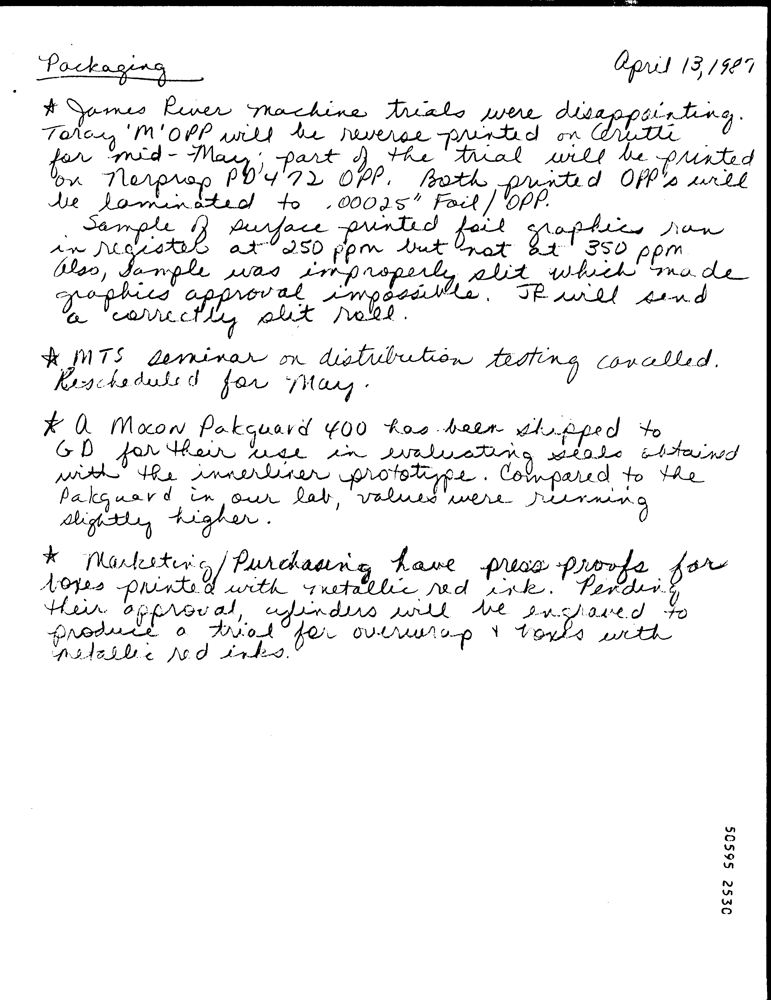 Packaging
April 13, 1987
* James River machine trials were disappointing.
Toray 'M' OPP will be reverse printed on Cerutti
for mid-May; part of the trial will be printed
on Norprop PD 472 OPP. Both printed OPP's will
be laminated to .00025" Foil/OPP.
Sample of surface printed foil graphics ran
in register at 250 ppm but not at 350 ppm.
Also, sample was improperly slit which made
graphics approval impossible. JR will send
a correctly slit roll.
* MTS seminar on distribution testing cancelled.
Rescheduled for May.
* A Mocon Pakguard 400 has been shipped to
GD for their use in evaluating seals obtained
with the innerliner prototype. Compared to the
Pakguard in our lab, values were running
slightly higher.
* Marketing/Purchasing have press proofs for
boxes printed with metallic red ink. Pending
their approval, cylinders will be engraved to
produce a trial for overwrap & boxes with
metallic red inks.
50595 2530